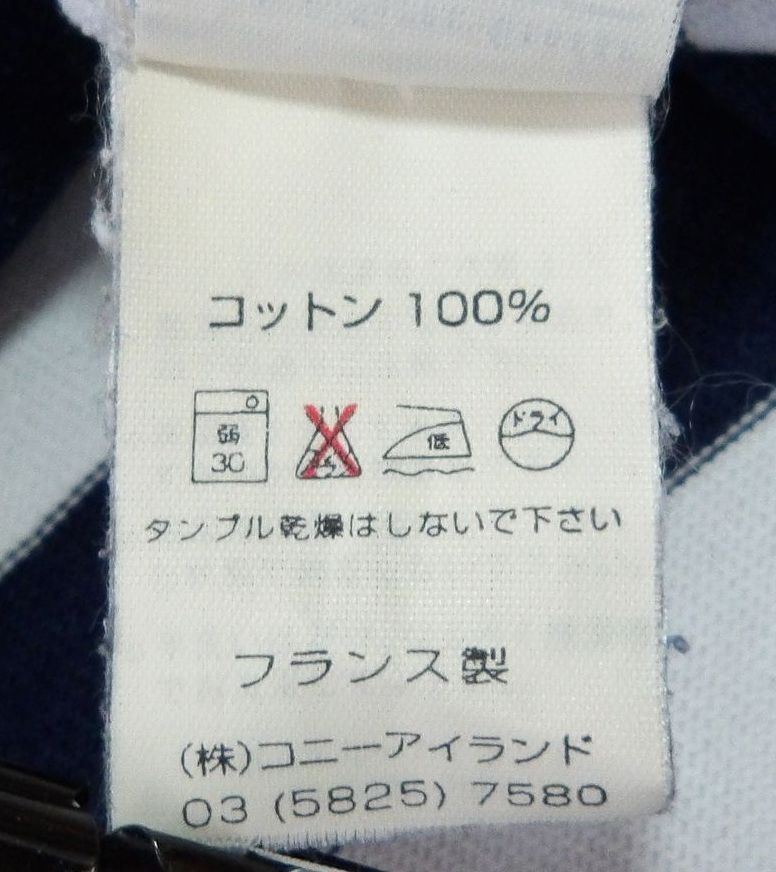 コットン 100%
弱
30
低
ドライ
タンブル乾燥はしないで下さい
フランス製
(株)コニーアイランド
03 (5825) 7580